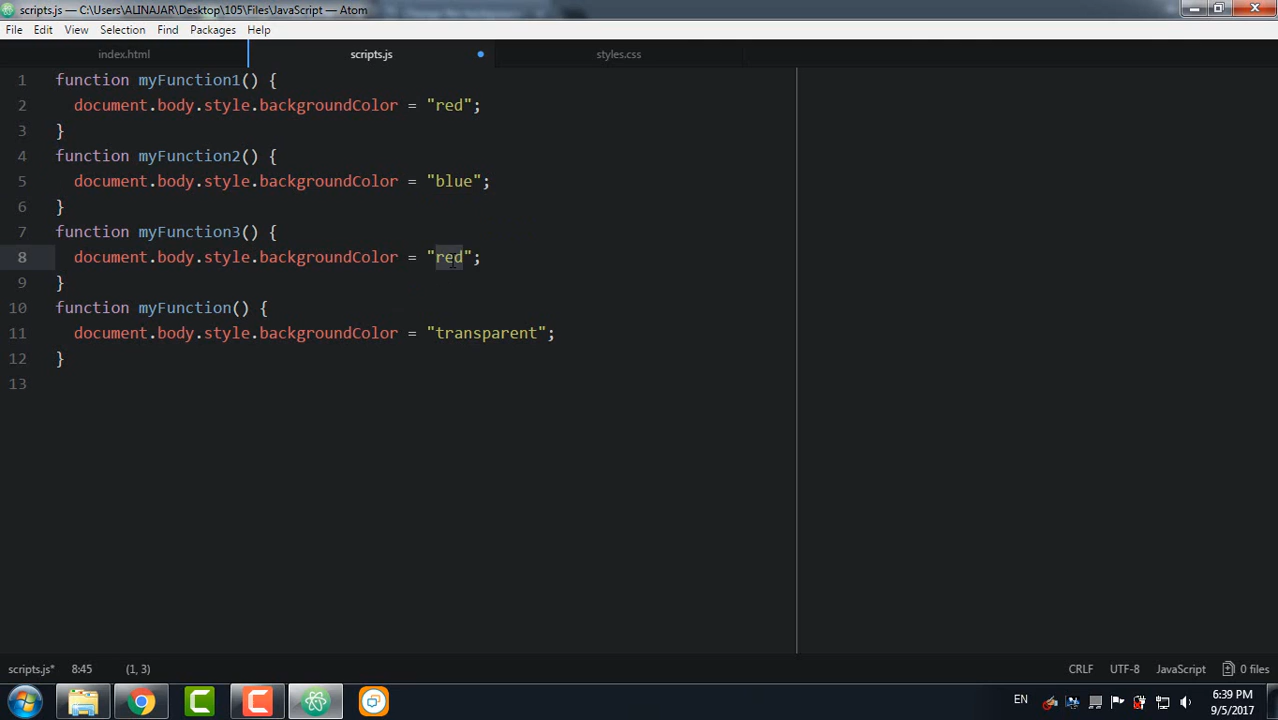 scripts.js — C:\Users\ALINAJAR\Desktop\105\Files\JavaScript — Atom
File Edit View Selection Find Packages Help
index.html scripts.js styles.css
1 function myFunction1() {
2 document.body.style.backgroundColor = "red";
3 }
4 function myFunction2() {
5 document.body.style.backgroundColor = "blue";
6 }
7 function myFunction3() {
8 document.body.style.backgroundColor = "red";
9 }
10 function myFunction() {
11 document.body.style.backgroundColor = "transparent";
12 }
13
scripts.js* 8:45 (1, 3) CRLF UTF-8 JavaScript 0 files
EN 6:39 PM
9/5/2017